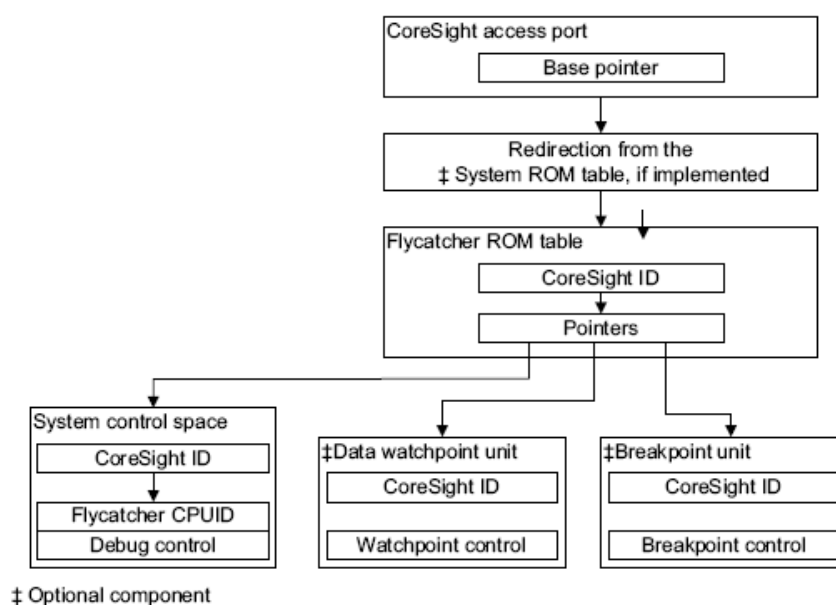 CoreSight access port
Base pointer
Redirection from the
‡ System ROM table, if implemented
Flycatcher ROM table
CoreSight ID
Pointers
System control space
CoreSight ID
Flycatcher CPUID
Debug control
‡Data watchpoint unit
CoreSight ID
Watchpoint control
‡Breakpoint unit
CoreSight ID
Breakpoint control
‡ Optional component